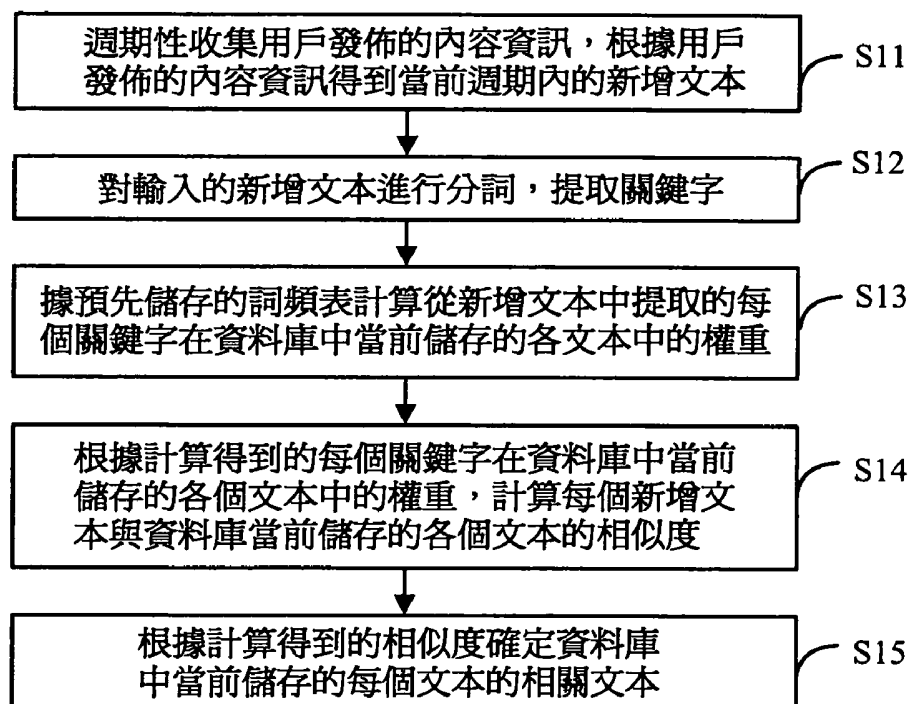 週期性收集用戶發佈的內容資訊，根據用戶
發佈的內容資訊得到當前週期內的新增文本
S11
對輸入的新增文本進行分詞，提取關鍵字
S12
據預先儲存的詞頻表計算從新增文本中提取的每
個關鍵字在資料庫中當前儲存的各文本中的權重
S13
根據計算得到的每個關鍵字在資料庫中當前
儲存的各個文本中的權重，計算每個新增文
本與資料庫當前儲存的各個文本的相似度
S14
根據計算得到的相似度確定資料庫
中當前儲存的每個文本的相關文本
S15